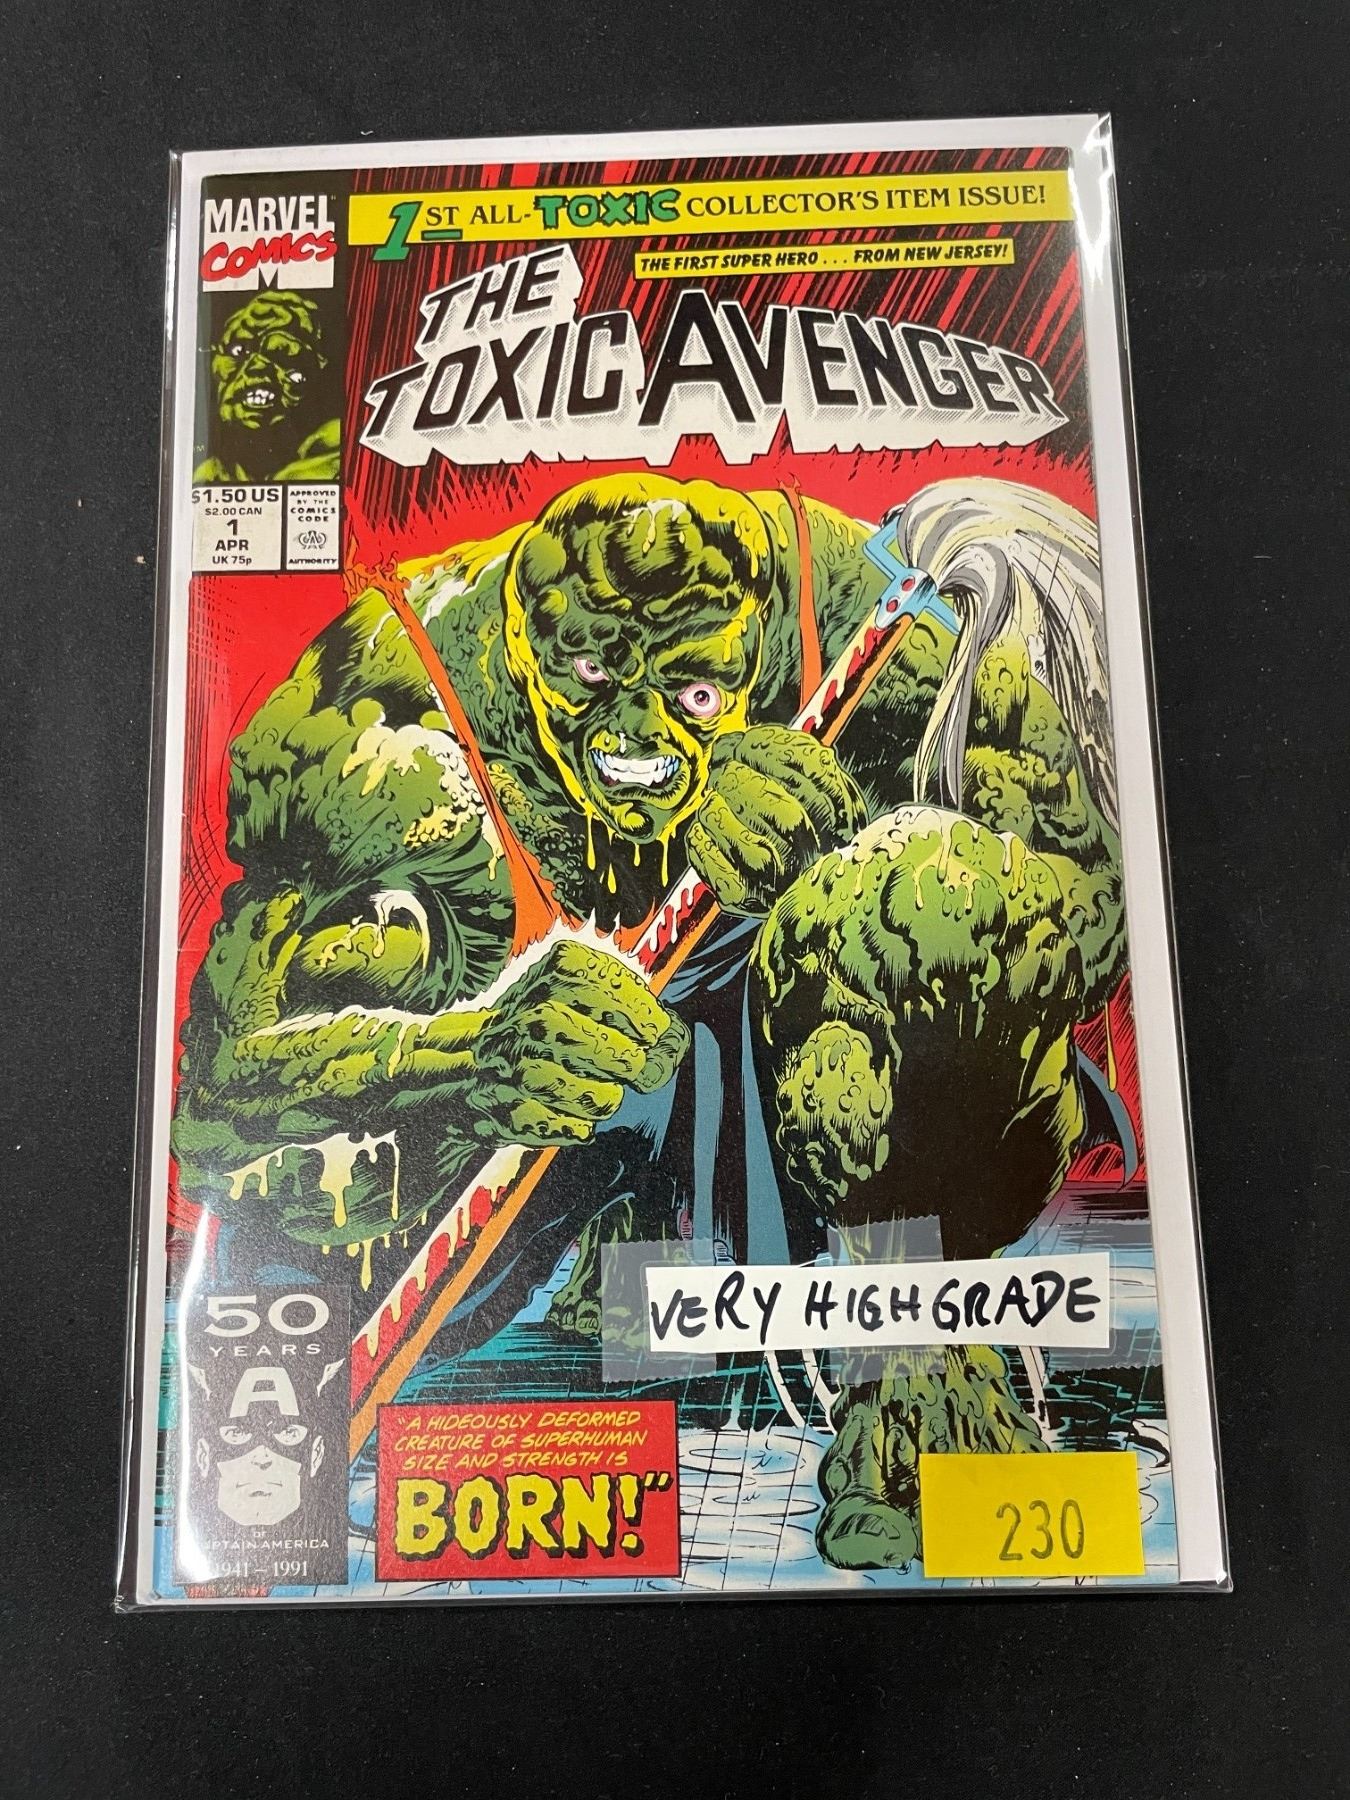 MARVEL
COMICS
M
1ST ALL-TOXIC COLLECTOR'S ITEM ISSUE!
THE FIRST SUPER HERO . . . FROM NEW JERSEY!
THE
TOXIC AVENGER
$1.50 US
$2.00 CAN
1
APR
UK 75p
APPROVED
BY THE
COMICS
CODE
AUTHORITY
VERY HIGH GRADE
50
YEARS
A
OF
CAPTAIN AMERICA
1941 – 1991
"A HIDEOUSLY DEFORMED
CREATURE OF SUPERHUMAN
SIZE AND STRENGTH IS
BORN!"
230